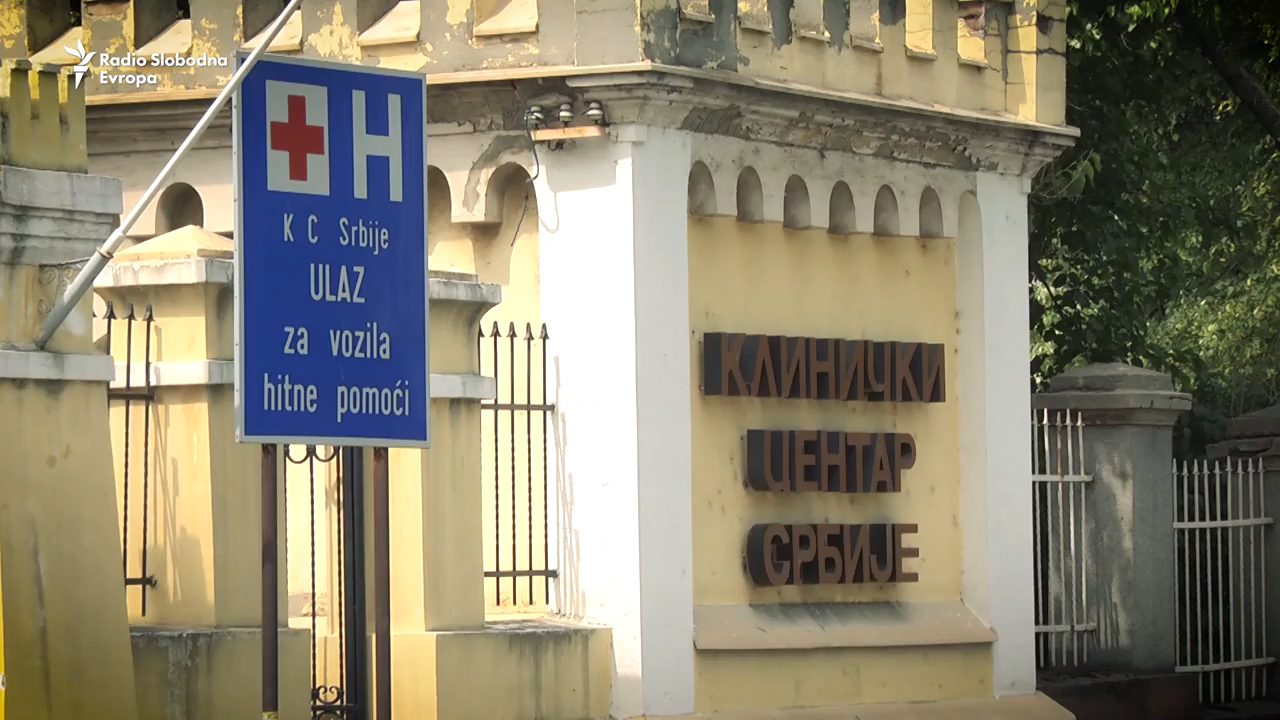 Radio Slobodna
Evropa
H
K C Srbije
ULAZ
za vozila
hitne pomoći
КЛИНИЧКИ
ЦЕНТАР
СРБИЈЕ